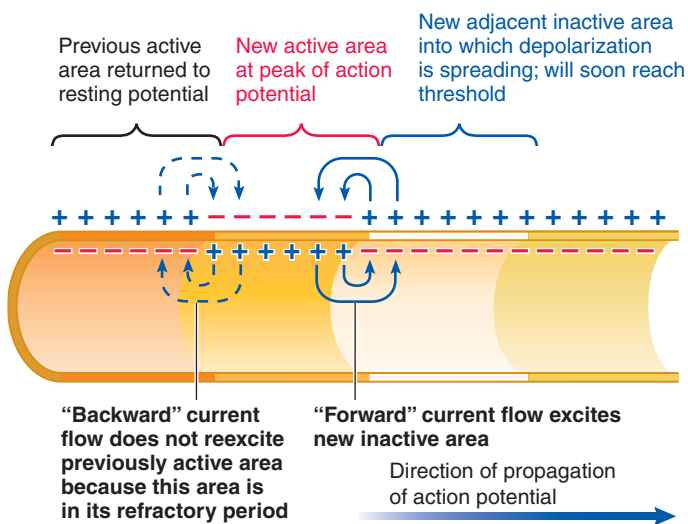 Previous active
area returned to
resting potential
New active area
at peak of action
potential
New adjacent inactive area
into which depolarization
is spreading; will soon reach
threshold
+ + + + + + – – – – – – + + + + + + + + + + + +
– – – – – – + + + + + + – – – – – – – – – – – –
“Backward” current
flow does not reexcite
previously active area
because this area is
in its refractory period
“Forward” current flow excites
new inactive area
Direction of propagation
of action potential